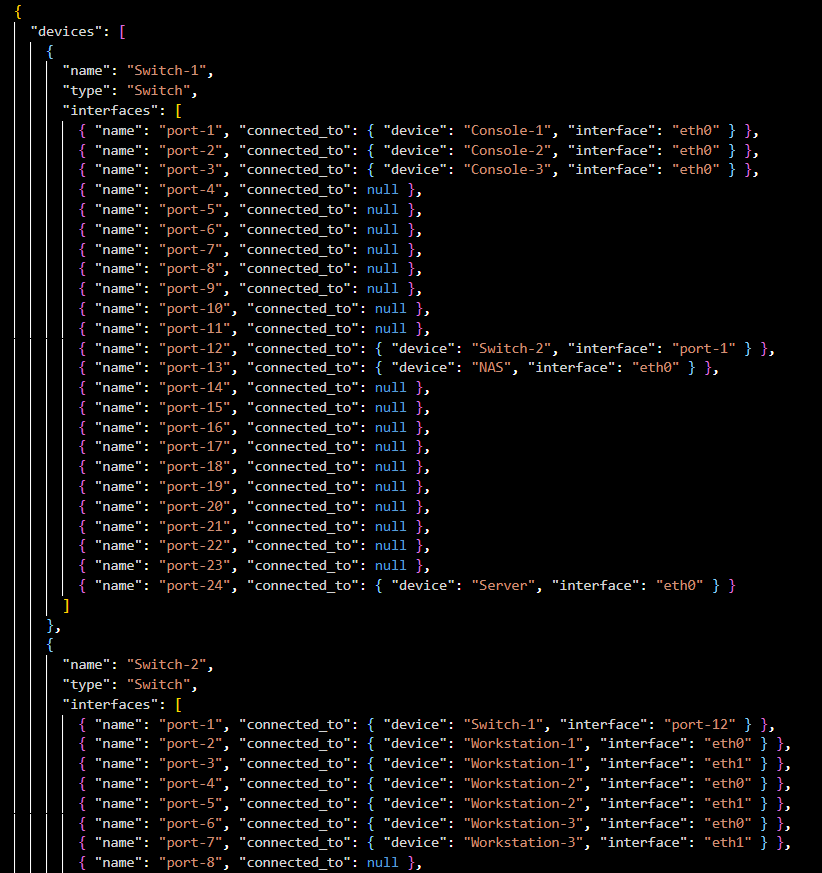 {
"devices": [
{
"name": "Switch-1",
"type": "Switch",
"interfaces": [
{ "name": "port-1", "connected_to": { "device": "Console-1", "interface": "eth0" } },
{ "name": "port-2", "connected_to": { "device": "Console-2", "interface": "eth0" } },
{ "name": "port-3", "connected_to": { "device": "Console-3", "interface": "eth0" } },
{ "name": "port-4", "connected_to": null },
{ "name": "port-5", "connected_to": null },
{ "name": "port-6", "connected_to": null },
{ "name": "port-7", "connected_to": null },
{ "name": "port-8", "connected_to": null },
{ "name": "port-9", "connected_to": null },
{ "name": "port-10", "connected_to": null },
{ "name": "port-11", "connected_to": null },
{ "name": "port-12", "connected_to": { "device": "Switch-2", "interface": "port-1" } },
{ "name": "port-13", "connected_to": { "device": "NAS", "interface": "eth0" } },
{ "name": "port-14", "connected_to": null },
{ "name": "port-15", "connected_to": null },
{ "name": "port-16", "connected_to": null },
{ "name": "port-17", "connected_to": null },
{ "name": "port-18", "connected_to": null },
{ "name": "port-19", "connected_to": null },
{ "name": "port-20", "connected_to": null },
{ "name": "port-21", "connected_to": null },
{ "name": "port-22", "connected_to": null },
{ "name": "port-23", "connected_to": null },
{ "name": "port-24", "connected_to": { "device": "Server", "interface": "eth0" } }
]
},
{
"name": "Switch-2",
"type": "Switch",
"interfaces": [
{ "name": "port-1", "connected_to": { "device": "Switch-1", "interface": "port-12" } },
{ "name": "port-2", "connected_to": { "device": "Workstation-1", "interface": "eth0" } },
{ "name": "port-3", "connected_to": { "device": "Workstation-1", "interface": "eth1" } },
{ "name": "port-4", "connected_to": { "device": "Workstation-2", "interface": "eth0" } },
{ "name": "port-5", "connected_to": { "device": "Workstation-2", "interface": "eth1" } },
{ "name": "port-6", "connected_to": { "device": "Workstation-3", "interface": "eth0" } },
{ "name": "port-7", "connected_to": { "device": "Workstation-3", "interface": "eth1" } },
{ "name": "port-8", "connected_to": null },